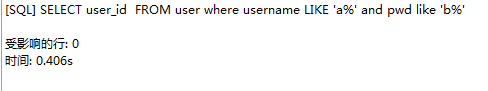 [SQL] SELECT user_id  FROM user where username LIKE 'a%' and pwd like 'b%'
受影响的行: 0
时间: 0.406s